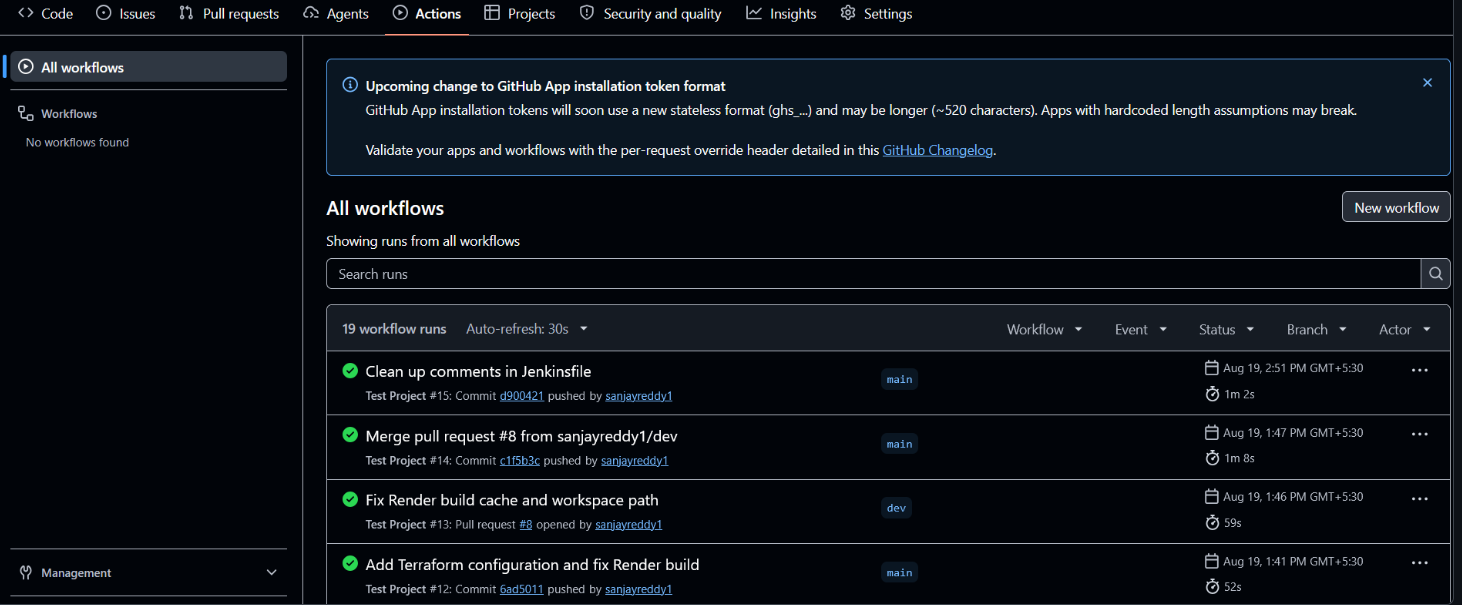 Code Issues Pull requests Agents Actions Projects Security and quality Insights Settings
All workflows
Workflows
No workflows found
Management
Upcoming change to GitHub App installation token format
GitHub App installation tokens will soon use a new stateless format (ghs_...) and may be longer (~520 characters). Apps with hardcoded length assumptions may break.
Validate your apps and workflows with the per-request override header detailed in this GitHub Changelog.
All workflows
New workflow
Showing runs from all workflows
Search runs
19 workflow runs Auto-refresh: 30s Workflow Event Status Branch Actor
Clean up comments in Jenkinsfile
Test Project #15: Commit d900421 pushed by sanjayreddy1
main
Aug 19, 2:51 PM GMT+5:30
1m 2s
Merge pull request #8 from sanjayreddy1/dev
Test Project #14: Commit c1f5b3c pushed by sanjayreddy1
main
Aug 19, 1:47 PM GMT+5:30
1m 8s
Fix Render build cache and workspace path
Test Project #13: Pull request #8 opened by sanjayreddy1
dev
Aug 19, 1:46 PM GMT+5:30
59s
Add Terraform configuration and fix Render build
Test Project #12: Commit 6ad5011 pushed by sanjayreddy1
main
Aug 19, 1:41 PM GMT+5:30
52s